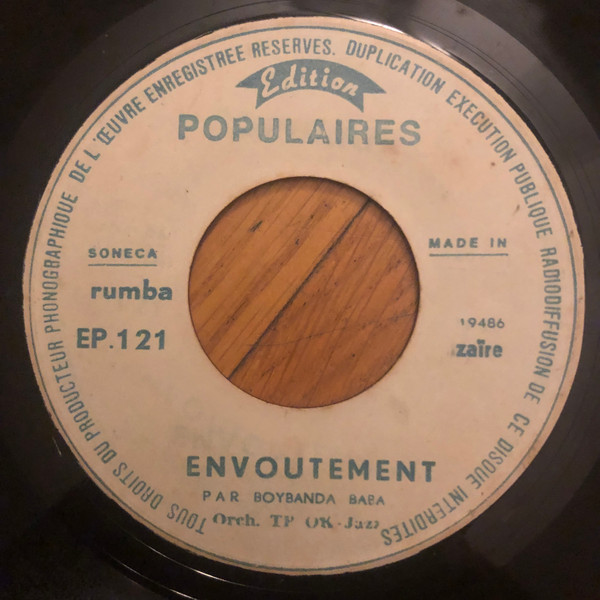 TOUS DROITS DU PRODUCTEUR PHONOGRAPHIQUE DE L'ŒUVRE ENREGISTREE RESERVES. DUPLICATION EXECUTION PUBLIQUE RADIODIFFUSION DE CE DISQUE INTERDITES
Edition
POPULAIRES
SONECA
MADE IN
rumba
19486
EP.121
zaïre
ENVOUTEMENT
PAR BOYBANDA BABA
Orch. TP OK-Jazz